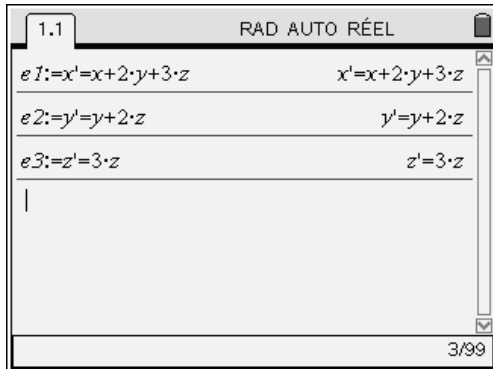 1.1 RAD AUTO RÉEL
e1:=x'=x+2·y+3·z x'=x+2·y+3·z
e2:=y'=y+2·z y'=y+2·z
e3:=z'=3·z z'=3·z
3/99